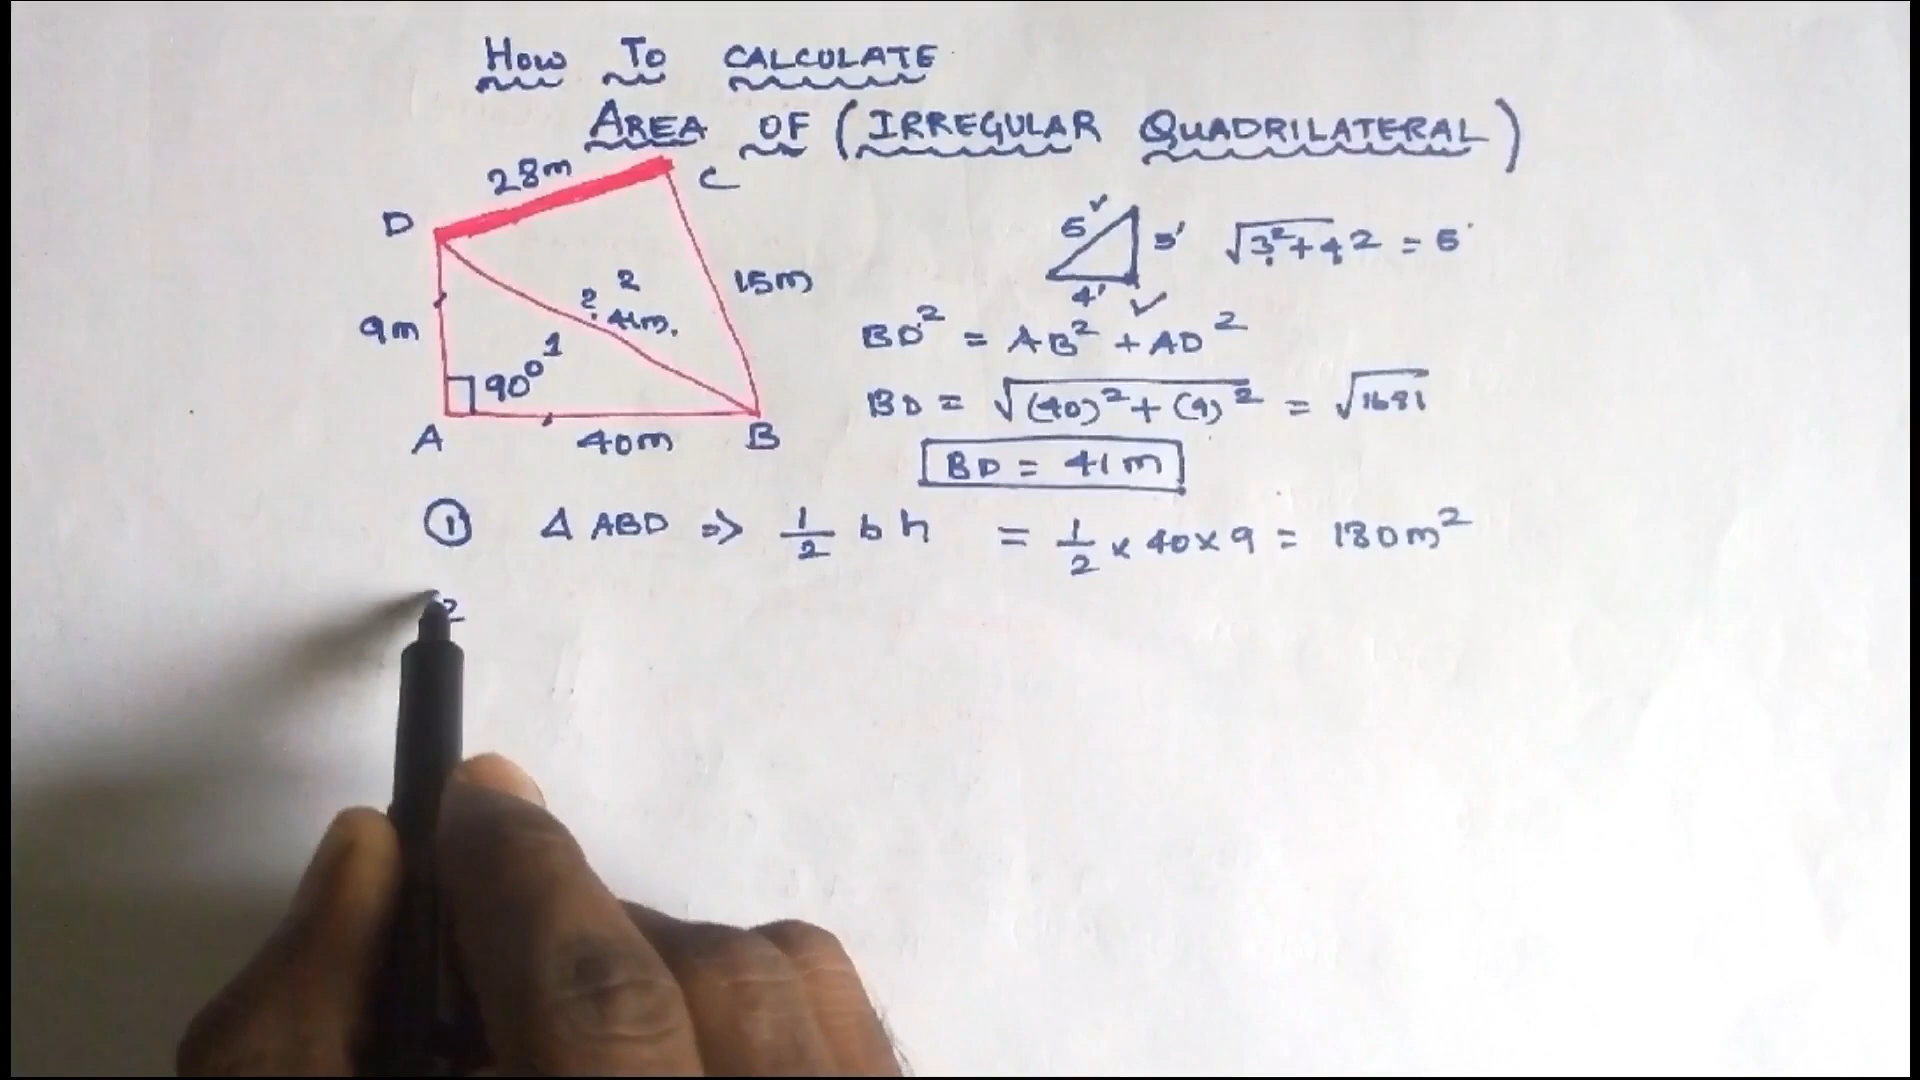 How To CALCULATE
AREA OF (IRREGULAR QUADRILATERAL)
28m
C
D
15m
2
? 41m.
9m
1
90°
A
40m
B
5 ✓
3'
4' ✓
√3²+42 = 5
BD² = AB² + AD²
BD = √(40)²+(9)² = √1681
BD = 41m
① Δ ABD ⇒ 1/2 b h = 1/2 × 40 × 9 = 180m²
2